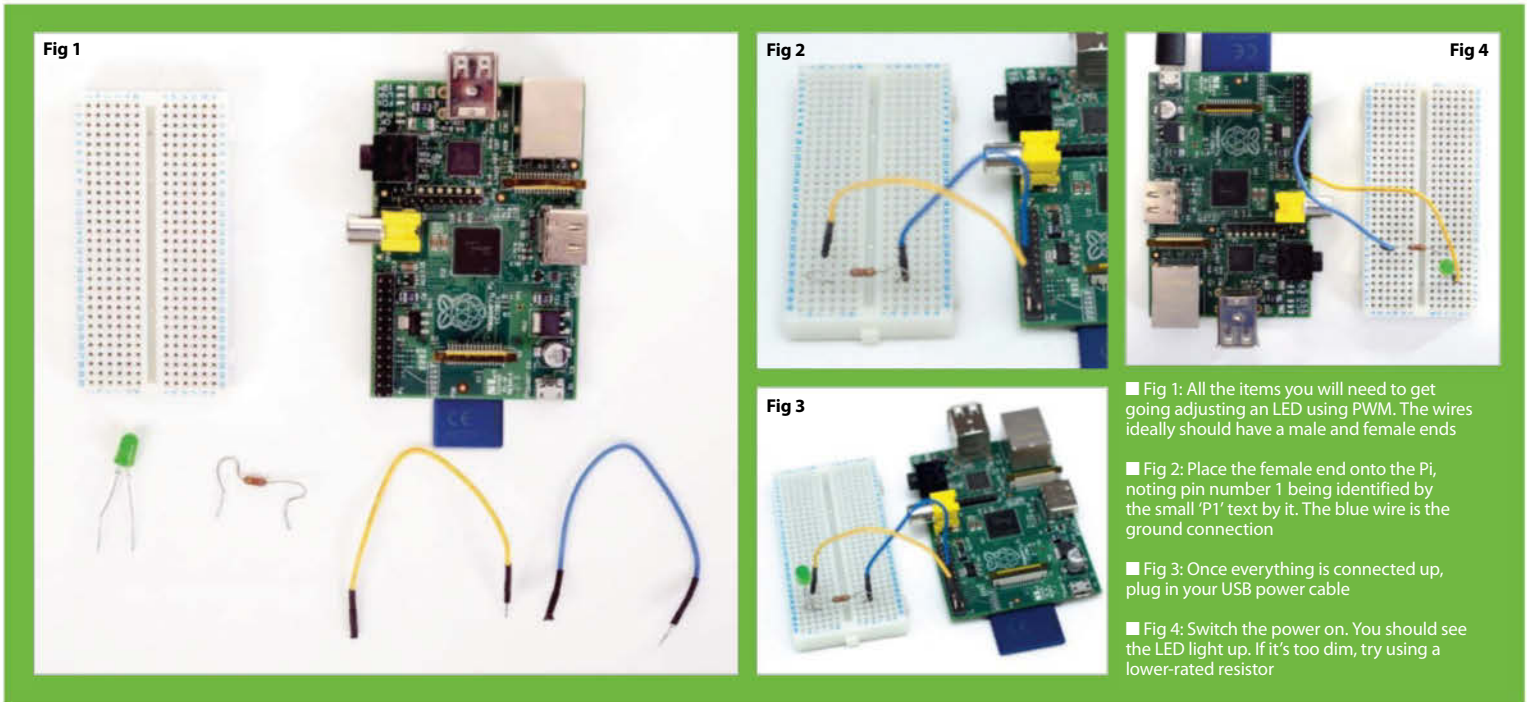 Fig 1
Fig 2
Fig 4
Fig 3
■ Fig 1: All the items you will need to get
going adjusting an LED using PWM. The wires
ideally should have a male and female ends
■ Fig 2: Place the female end onto the Pi,
noting pin number 1 being identified by
the small ‘P1’ text by it. The blue wire is the
ground connection
■ Fig 3: Once everything is connected up,
plug in your USB power cable
■ Fig 4: Switch the power on. You should see
the LED light up. If it’s too dim, try using a
lower-rated resistor